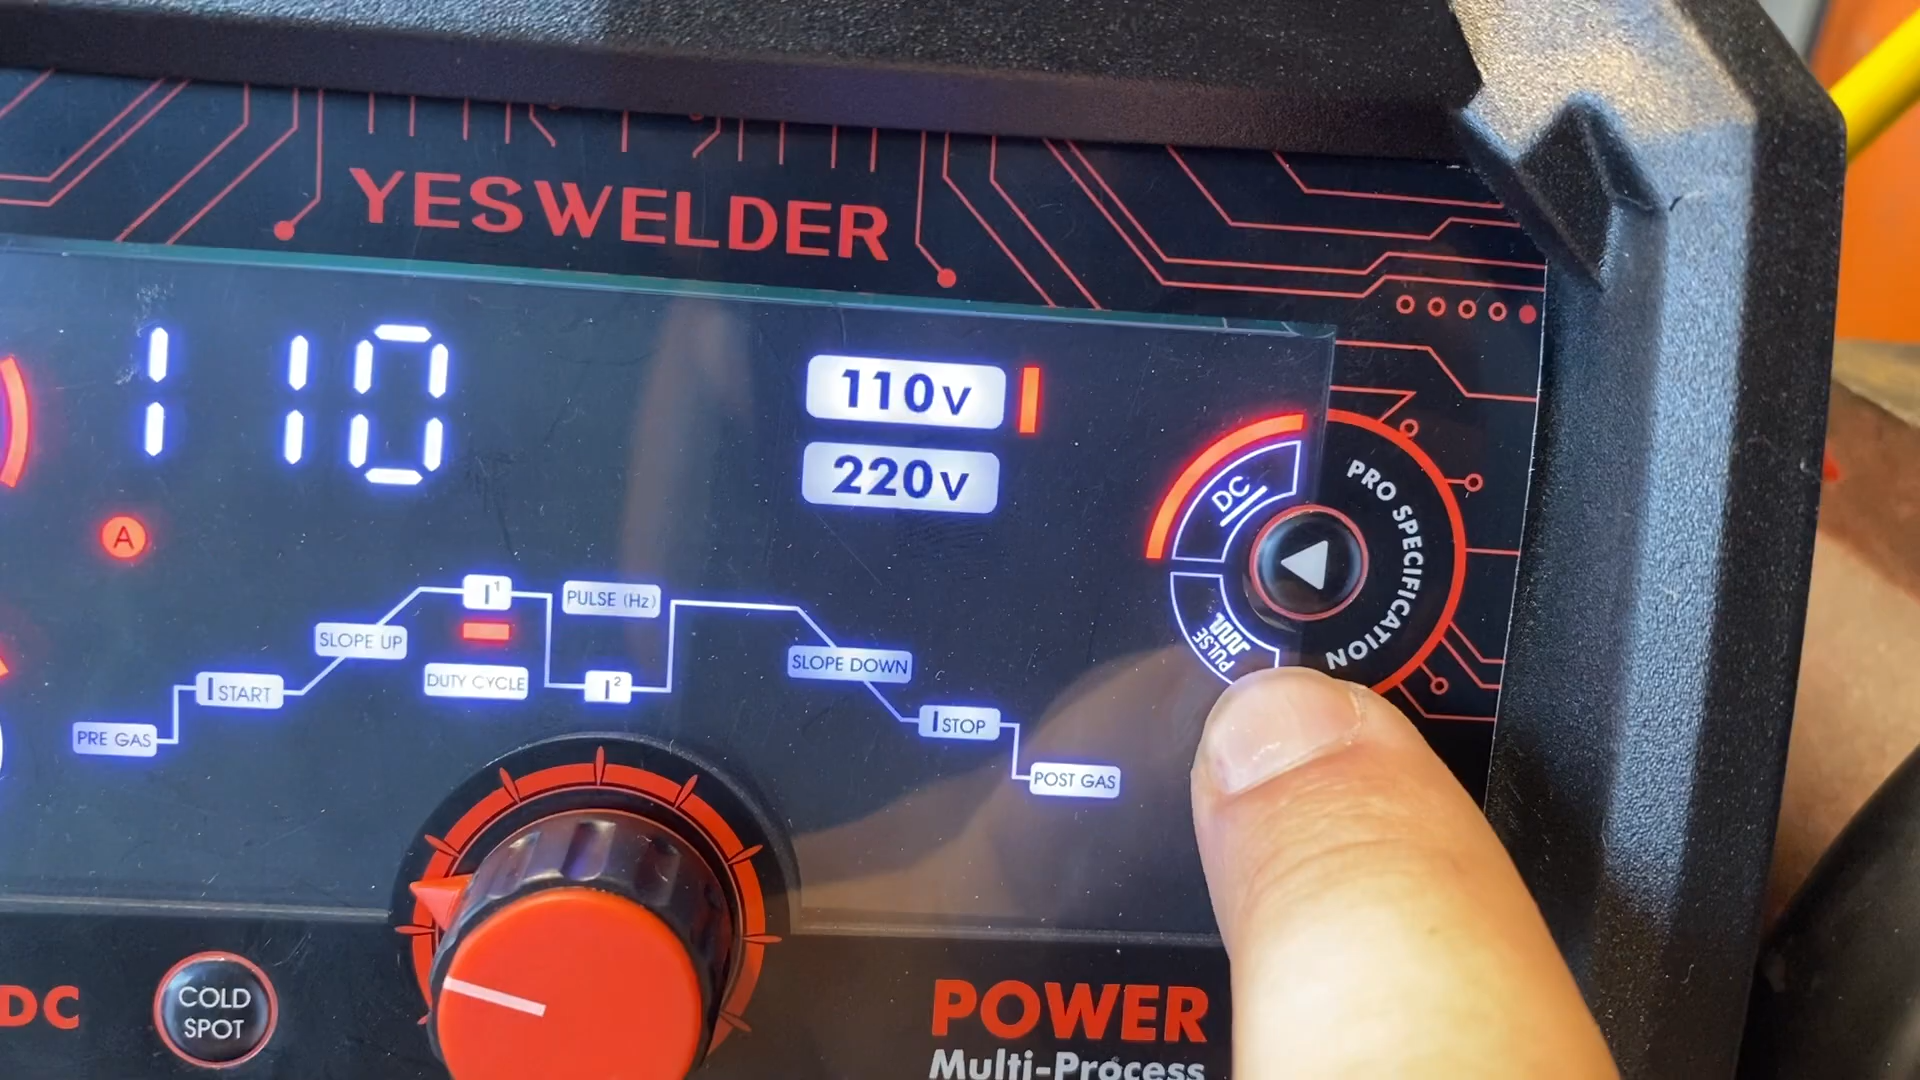 YESWELDER
110
110V
220V
A
DC
PULSE
PRO SPECIFICATION
I¹
PULSE (Hz)
SLOPE UP
DUTY CYCLE
I²
I START
PRE GAS
SLOPE DOWN
I STOP
POST GAS
DC
COLD
SPOT
POWER
Multi-Process